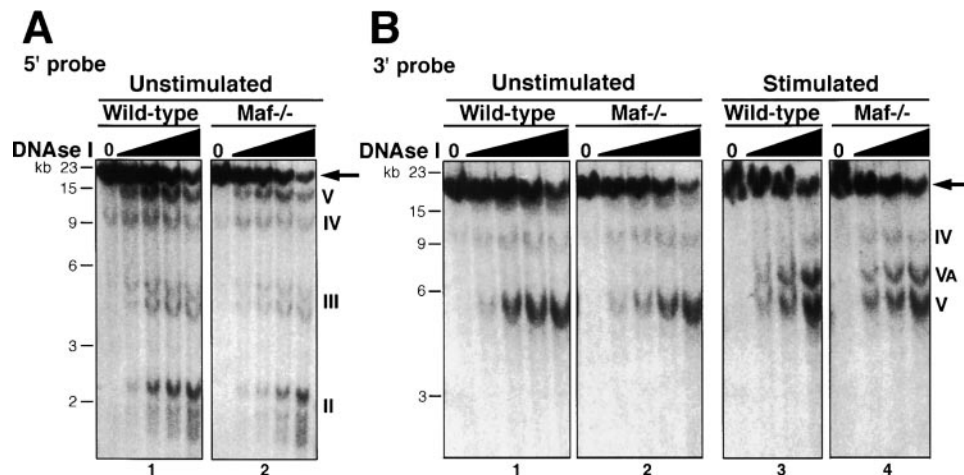 A
5' probe
Unstimulated
Wild-type Maf-/-
DNAse I 0 0
kb 23
15
9
6
3
2
V
IV
III
II
1 2
B
3' probe
Unstimulated Stimulated
Wild-type Maf-/- Wild-type Maf-/-
DNAse I 0 0 0 0
kb 23
15
9
6
3
IV
VA
V
1 2 3 4